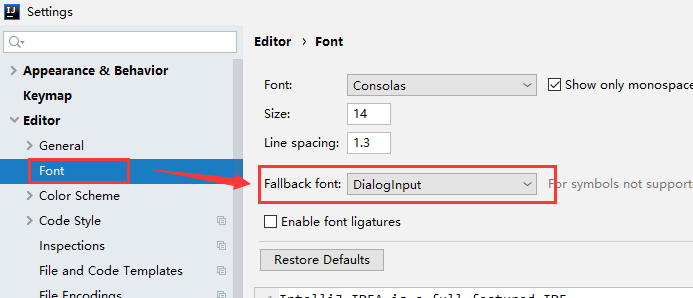 IJ Settings
Editor › Font
Appearance & Behavior
Font: Consolas Show only monospace
Keymap
Size: 14
Editor
General
Line spacing: 1.3
Font
Fallback font: DialogInput For symbols not supporte
Color Scheme
Code Style
Enable font ligatures
Inspections
Restore Defaults
File and Code Templates
File Encodings
IntelliJ IDEA is a full-featured IDE